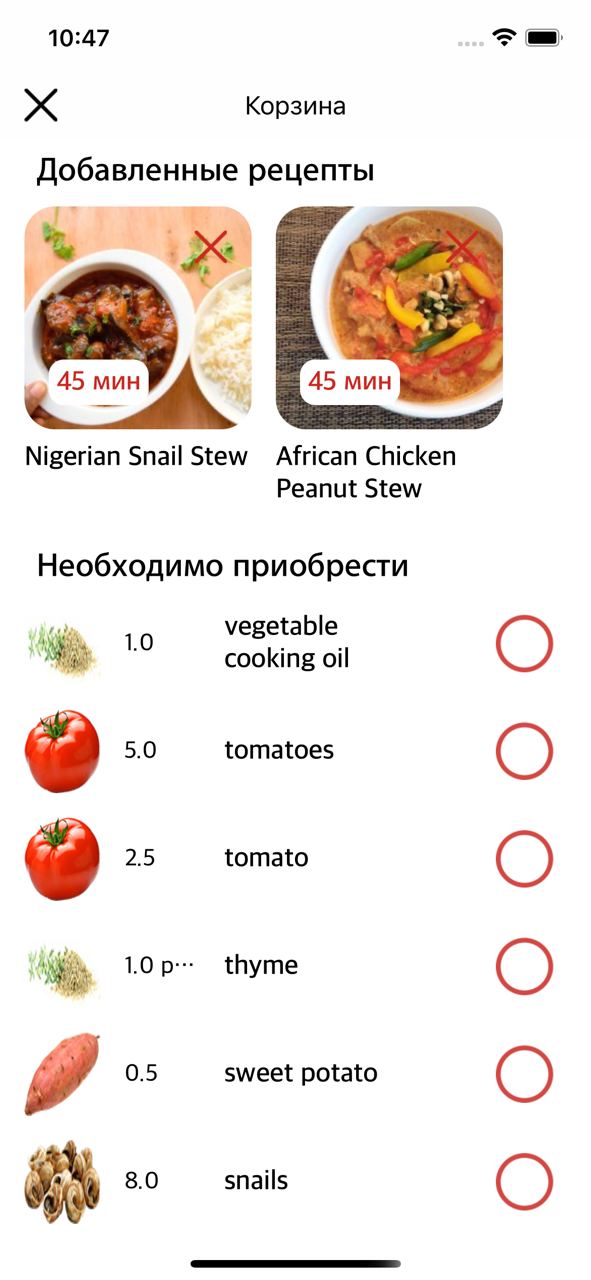 10:47
Корзина
Добавленные рецепты
45 мин
45 мин
Nigerian Snail Stew
African Chicken
Peanut Stew
Необходимо приобрести
1.0
vegetable
cooking oil
5.0
tomatoes
2.5
tomato
1.0 p···
thyme
0.5
sweet potato
8.0
snails